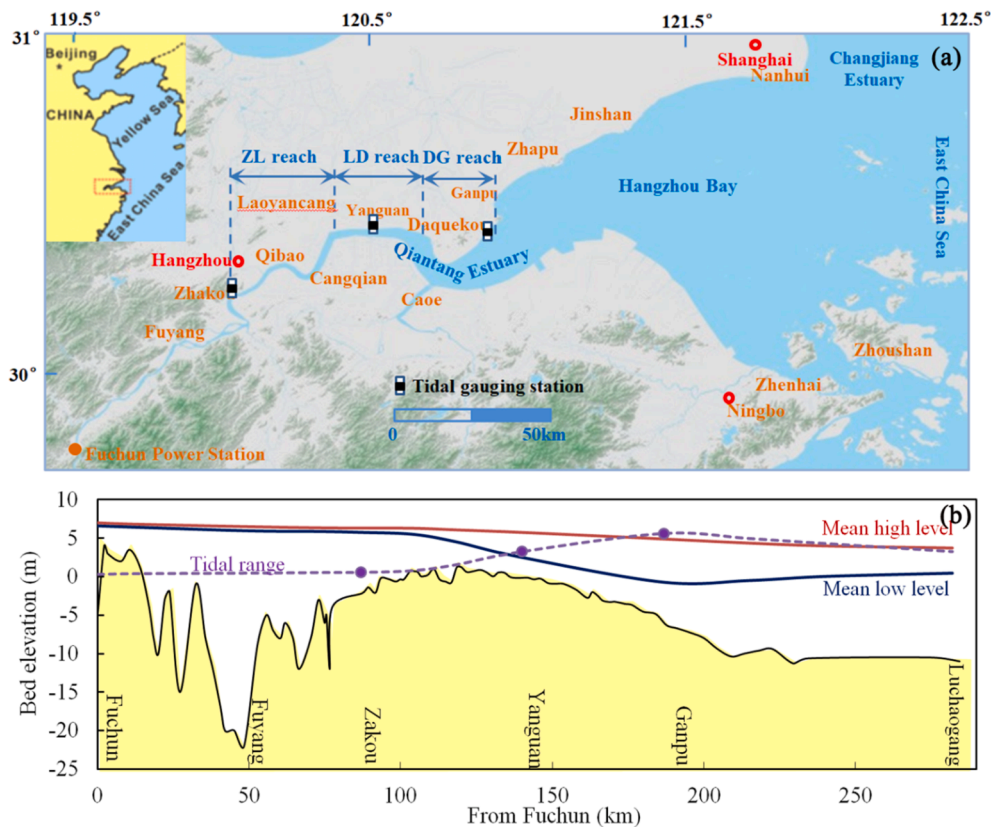 119.5°
120.5°
121.5°
122.5°
31°
(a)
Beijing
CHINA
Yellow Sea
East China Sea
Shanghai
Nanhui
Changjiang
Estuary
Jinshan
Zhapu
ZL reach
LD reach
DG reach
Ganpu
Hangzhou Bay
East China Sea
Laoyancang
Yanguan
Daquekou
Qiantang Estuary
Hangzhou
Qibao
Cangqian
Zhakou
Caoe
Fuyang
30°
Zhoushan
Tidal gauging station
Zhenhai
Ningbo
0
50km
Fuchun Power Station
(b)
Bed elevation (m)
10
5
0
-5
-10
-15
-20
-25
Mean high level
Tidal range
Mean low level
Fuchun
Fuyang
Zakou
Yanguan
Ganpu
Luchaogang
0
50
100
150
200
250
From Fuchun (km)